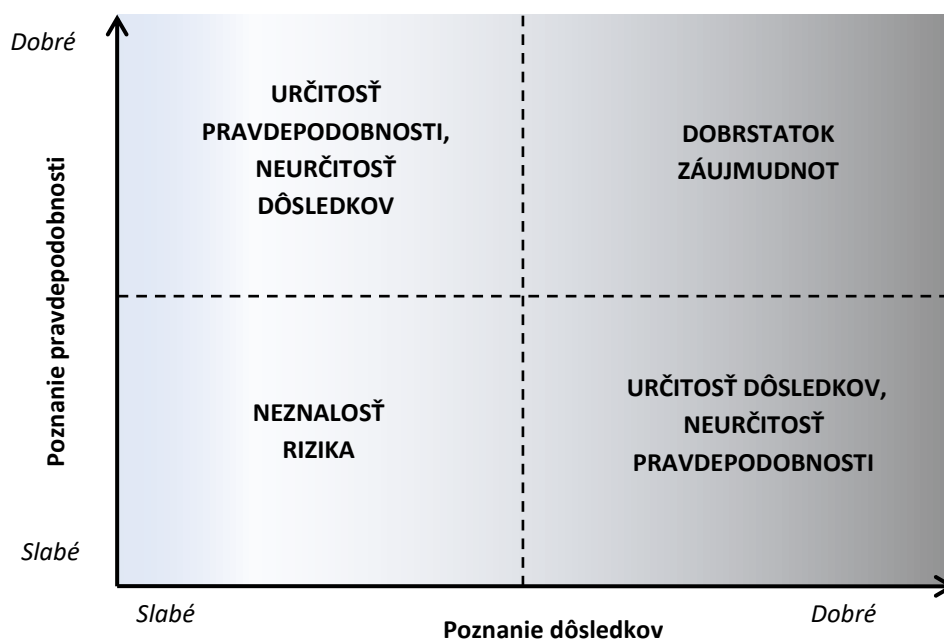 Dobré
URČITOSŤ
PRAVDEPODOBNOSTI,
NEURČITOSŤ
DÔSLEDKOV
DOBRSTATOK
ZÁUJMUDNOT
Poznanie pravdepodobnosti
NEZNALOSŤ
RIZIKA
URČITOSŤ DÔSLEDKOV,
NEURČITOSŤ
PRAVDEPODOBNOSTI
Slabé
Slabé
Poznanie dôsledkov
Dobré